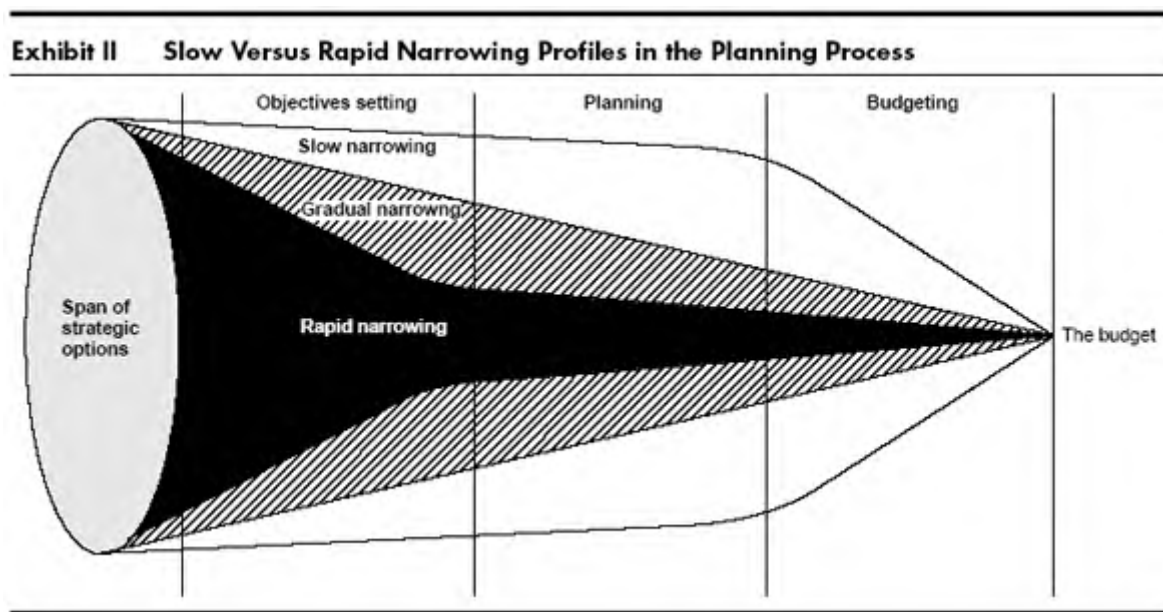 Exhibit II Slow Versus Rapid Narrowing Profiles in the Planning Process
Objectives setting
Planning
Budgeting
Slow narrowing
Gradual narrowng
Span of
strategic
options
Rapid narrowing
The budget